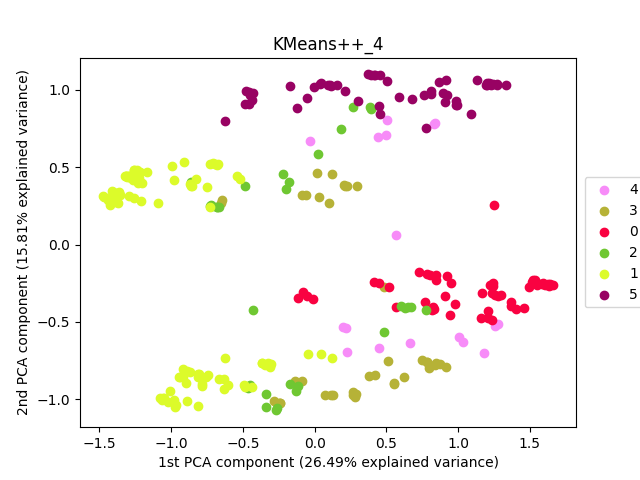 KMeans++_4
2nd PCA component (15.81% explained variance)
1.0
0.5
0.0
−0.5
−1.0
−1.5 −1.0 −0.5 0.0 0.5 1.0 1.5
1st PCA component (26.49% explained variance)
4
3
0
2
1
5